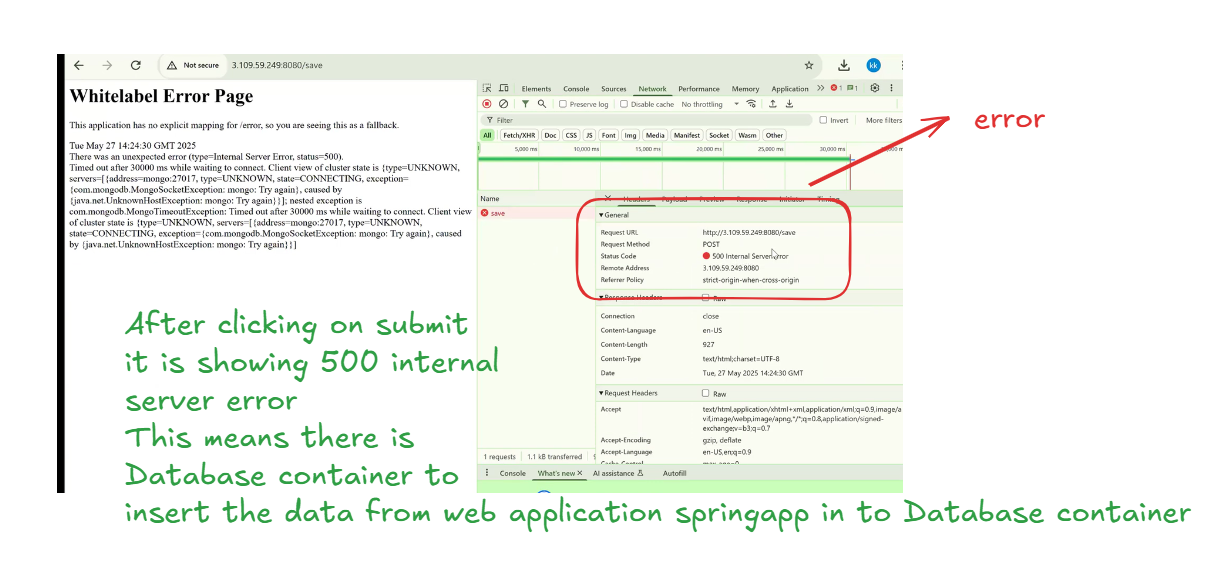 Not secure
3.109.59.249:8080/save
kk
Whitelabel Error Page
This application has no explicit mapping for /error, so you are seeing this as a fallback.
Tue May 27 14:24:30 GMT 2025
There was an unexpected error (type=Internal Server Error, status=500).
Timed out after 30000 ms while waiting to connect. Client view of cluster state is {type=UNKNOWN,
servers=[{address=mongo:27017, type=UNKNOWN, state=CONNECTING, exception=
{com.mongodb.MongoSocketException: mongo: Try again}, caused by
{java.net.UnknownHostException: mongo: Try again}}]; nested exception is
com.mongodb.MongoTimeoutException: Timed out after 30000 ms while waiting to connect. Client view
of cluster state is {type=UNKNOWN, servers=[{address=mongo:27017, type=UNKNOWN,
state=CONNECTING, exception={com.mongodb.MongoSocketException: mongo: Try again}, caused
by {java.net.UnknownHostException: mongo: Try again}}]
Elements Console Sources Network Performance Memory Application 1 1
Preserve log Disable cache No throttling
Filter Invert More filters
All Fetch/XHR Doc CSS JS Font Img Media Manifest Socket Wasm Other
5,000 ms 10,000 ms 15,000 ms 20,000 ms 25,000 ms 30,000 ms
Name Headers Payload Preview Response Initiator Timing
save
General
Request URL http://3.109.59.249:8080/save
Request Method POST
Status Code 500 Internal Server Error
Remote Address 3.109.59.249:8080
Referrer Policy strict-origin-when-cross-origin
Response Headers Raw
Connection close
Content-Language en-US
Content-Length 927
Content-Type text/html;charset=UTF-8
Date Tue, 27 May 2025 14:24:30 GMT
Request Headers Raw
Accept text/html,application/xhtml+xml,application/xml;q=0.9,image/a
vif,image/webp,image/apng,*/*;q=0.8,application/signed-
exchange;v=b3;q=0.7
Accept-Encoding gzip, deflate
Accept-Language en-US,en;q=0.9
Cache-Control max-age=0
1 requests 1.1 kB transferred
Console What's new AI assistance Autofill
error
After clicking on submit
it is showing 500 internal
server error
This means there is
Database container to
insert the data from web application springapp in to Database container